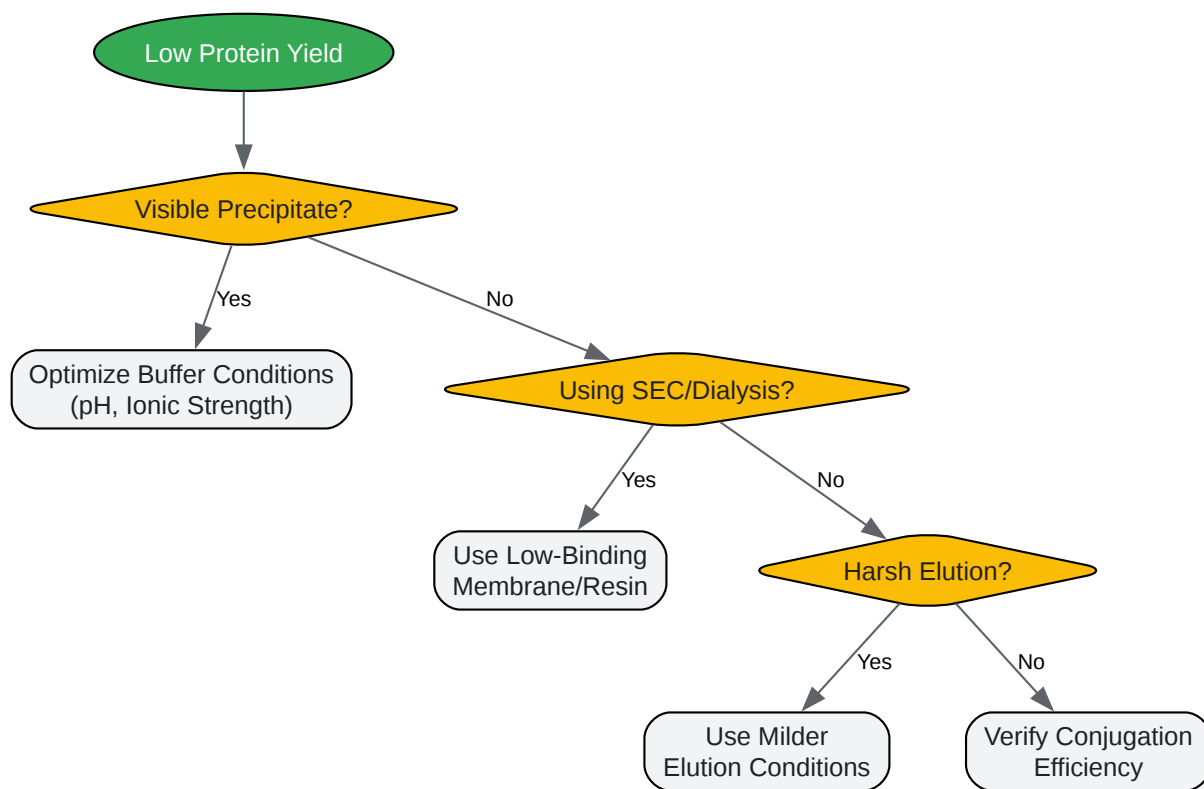 Low Protein Yield
Visible Precipitate?
Yes
No
Optimize Buffer Conditions
(pH, Ionic Strength)
Using SEC/Dialysis?
Yes
No
Use Low-Binding
Membrane/Resin
Harsh Elution?
Yes
No
Use Milder
Elution Conditions
Verify Conjugation
Efficiency